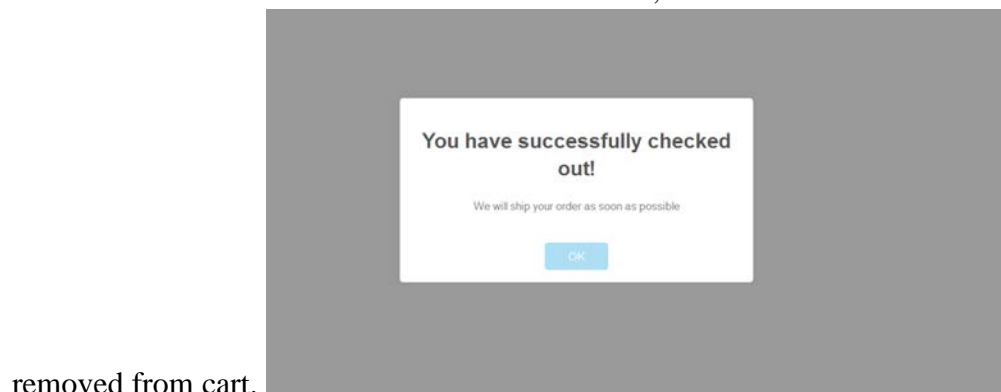 You have successfully checked
out!
We will ship your order as soon as possible
OK
removed from cart.